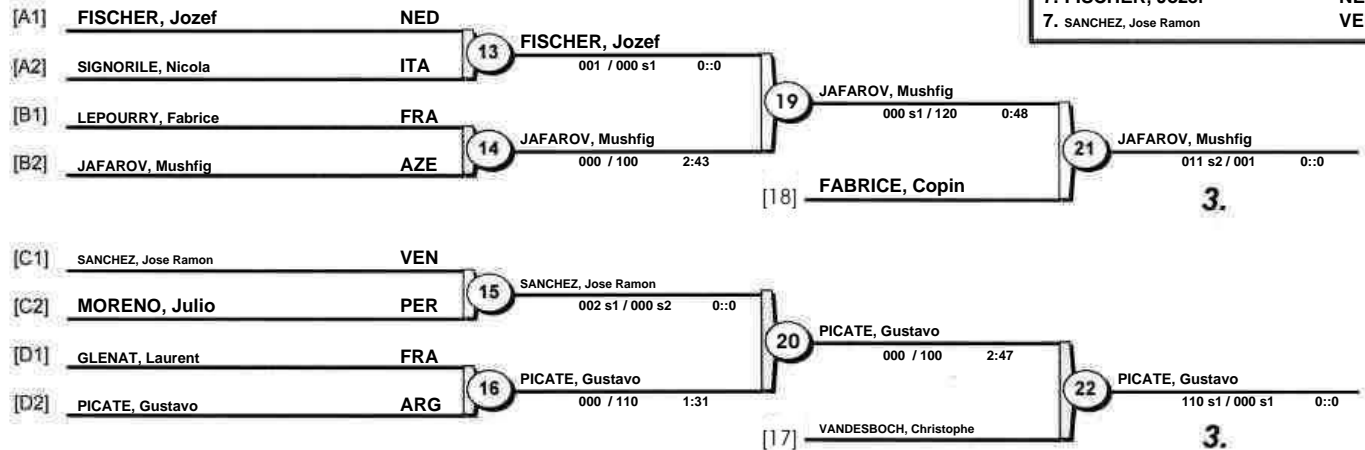 7. FISCHER, Jozef NE
7. SANCHEZ, Jose Ramon VE
[A1] FISCHER, Jozef NED
13 FISCHER, Jozef
001 / 000 s1 0::0
[A2] SIGNORILE, Nicola ITA
19 JAFAROV, Mushfig
000 s1 / 120 0:48
[B1] LEPOURRY, Fabrice FRA
14 JAFAROV, Mushfig
000 / 100 2:43
21 JAFAROV, Mushfig
011 s2 / 001 0::0
[B2] JAFAROV, Mushfig AZE
[18] FABRICE, Copin
3.
[C1] SANCHEZ, Jose Ramon VEN
15 SANCHEZ, Jose Ramon
002 s1 / 000 s2 0::0
[C2] MORENO, Julio PER
20 PICATE, Gustavo
000 / 100 2:47
[D1] GLENAT, Laurent FRA
16 PICATE, Gustavo
000 / 110 1:31
22 PICATE, Gustavo
110 s1 / 000 s1 0::0
[D2] PICATE, Gustavo ARG
[17] VANDESBOCH, Christophe
3.